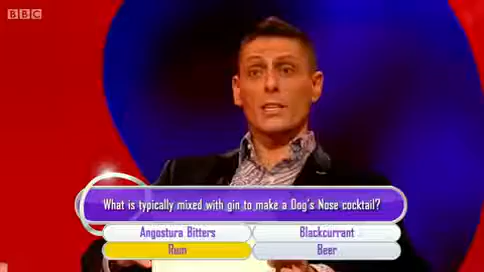 BBC
What is typically mixed with gin to make a Dog's Nose cocktail?
Angostura Bitters
Blackcurrant
Rum
Beer